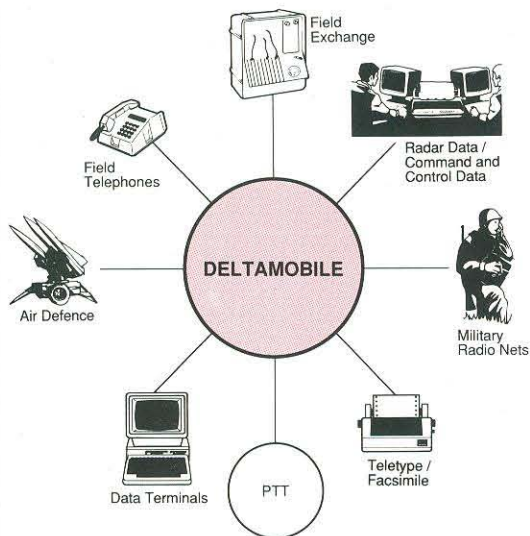 Field
Exchange
Radar Data /
Command and
Control Data
Field
Telephones
DELTAMOBILE
Air Defence
Military
Radio Nets
Data Terminals
PTT
Teletype /
Facsimile